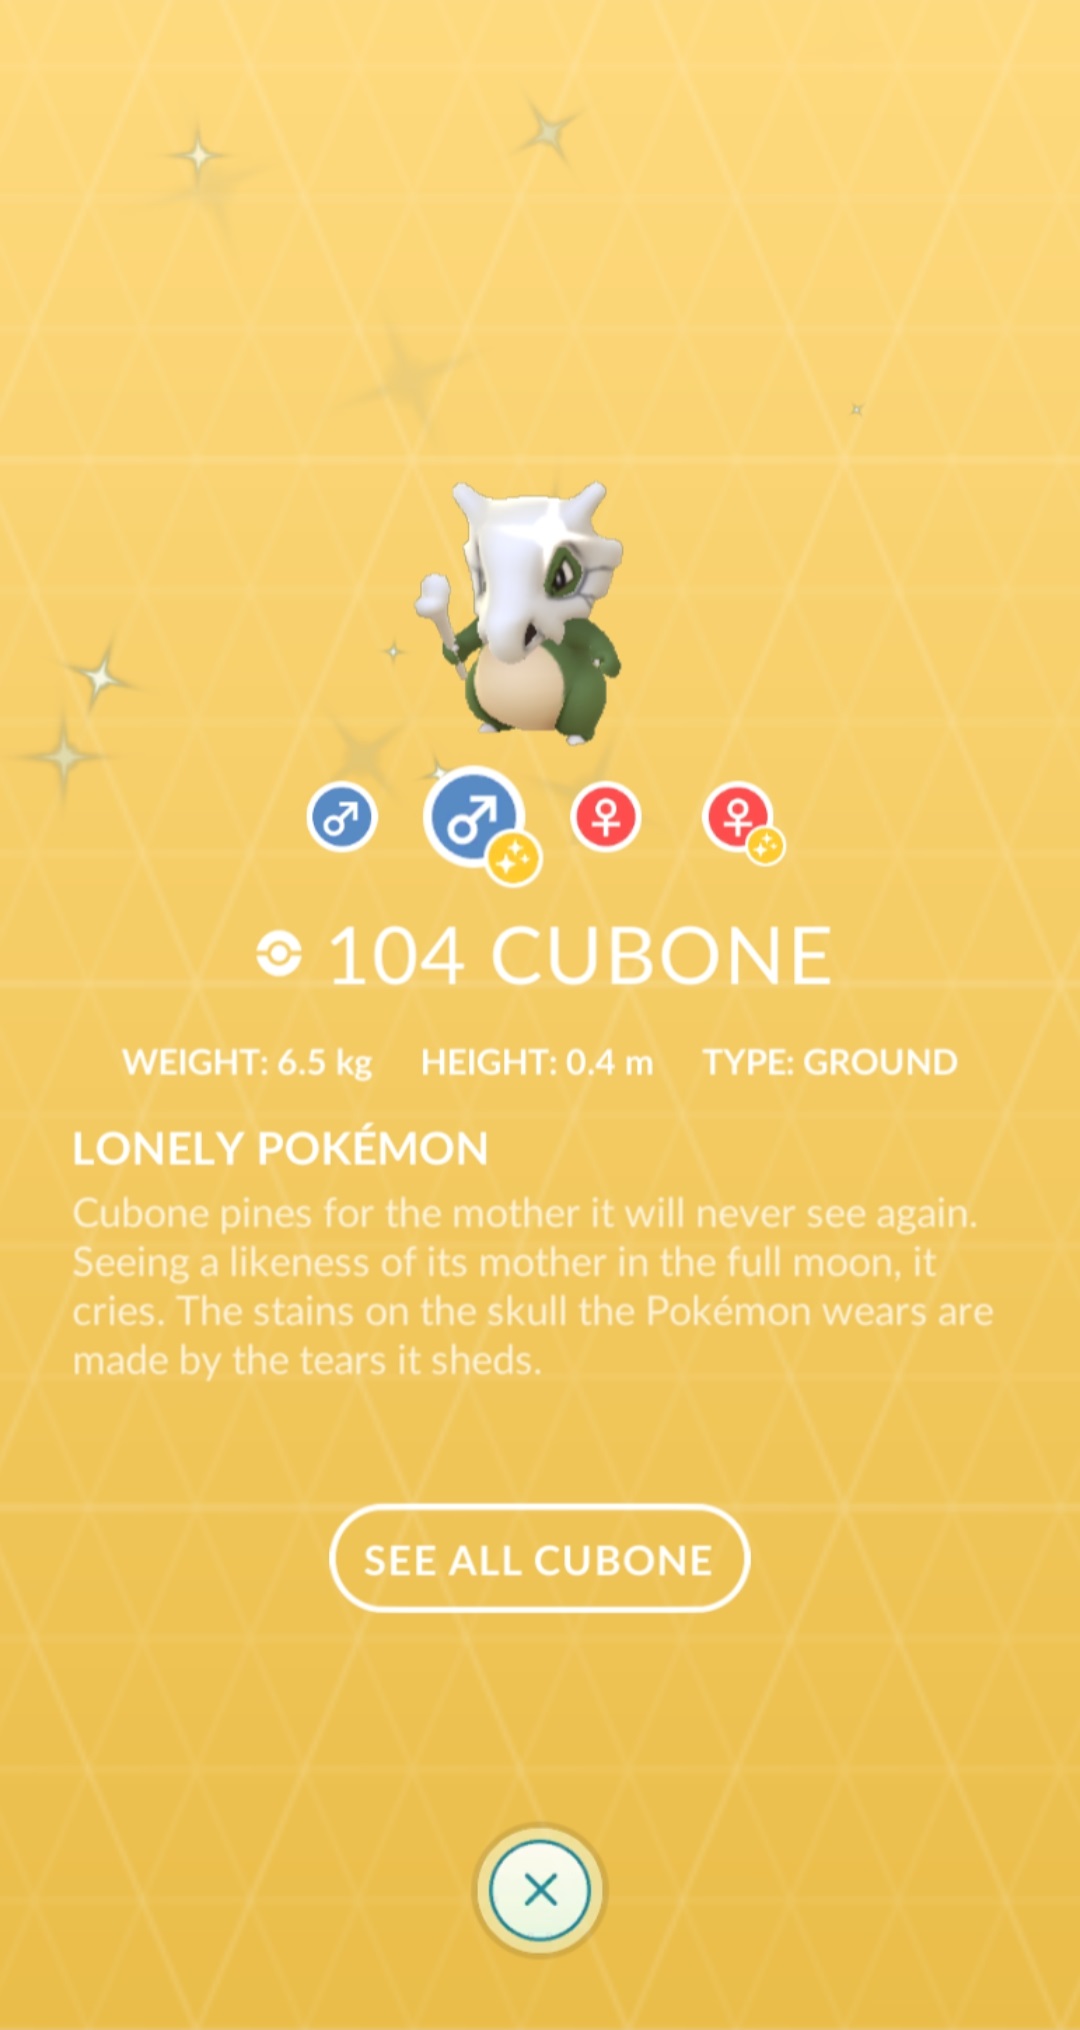 104 CUBONE
WEIGHT: 6.5 kg HEIGHT: 0.4 m TYPE: GROUND
LONELY POKÉMON
Cubone pines for the mother it will never see again.
Seeing a likeness of its mother in the full moon, it
cries. The stains on the skull the Pokémon wears are
made by the tears it sheds.
SEE ALL CUBONE